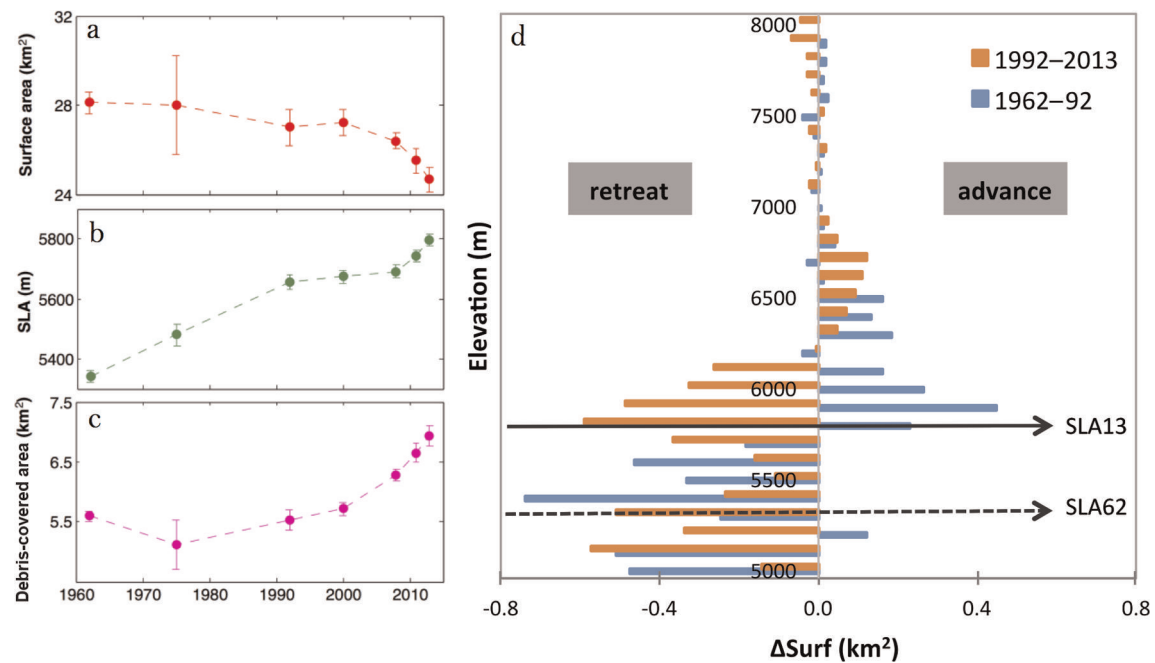 a
Surface area (km²)
32
28
24
b
SLA (m)
5800
5600
5400
c
Debris-covered area (km²)
7.5
6.5
5.5
1960 1970 1980 1990 2000 2010
d
1992–2013
1962–92
retreat
advance
Elevation (m)
8000
7500
7000
6500
6000
5500
5000
SLA13
SLA62
-0.8 -0.4 0.0 0.4 0.8
ΔSurf (km²)